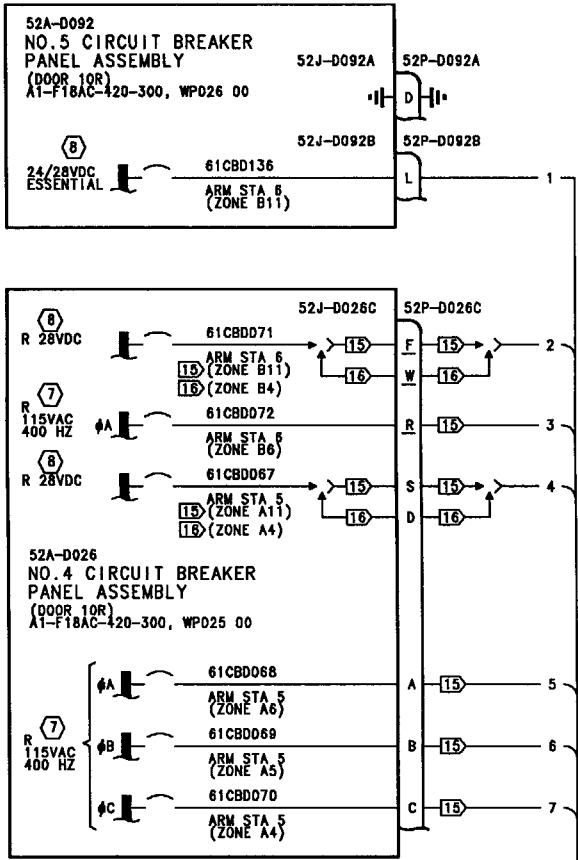 52A-D092
NO.5 CIRCUIT BREAKER
PANEL ASSEMBLY
(DOOR 10R)
A1-F18AC-420-300, WP026 00
52J-D092A 52P-D092A
D
52J-D092B 52P-D092B
8
24/28VDC
ESSENTIAL
61CBD136
ARM STA 6
(ZONE B11)
L
1
52J-D026C 52P-D026C
8
R 28VDC
61CBD071
ARM STA 6
15 (ZONE B11)
16 (ZONE B4)
15 F 15 2
16 W 16
7
R
115VAC
400 HZ
ϕA
61CBD072
ARM STA 6
(ZONE B6)
R 15 3
8
R 28VDC
61CBD067
ARM STA 5
15 (ZONE A11)
16 (ZONE A4)
15 S 15 4
16 D 16
52A-D026
NO.4 CIRCUIT BREAKER
PANEL ASSEMBLY
(DOOR 10R)
A1-F18AC-420-300, WP025 00
7
R
115VAC
400 HZ
ϕA
61CBD068
ARM STA 5
(ZONE A6)
A 15 5
ϕB
61CBD069
ARM STA 5
(ZONE A5)
B 15 6
ϕC
61CBD070
ARM STA 5
(ZONE A4)
C 15 7